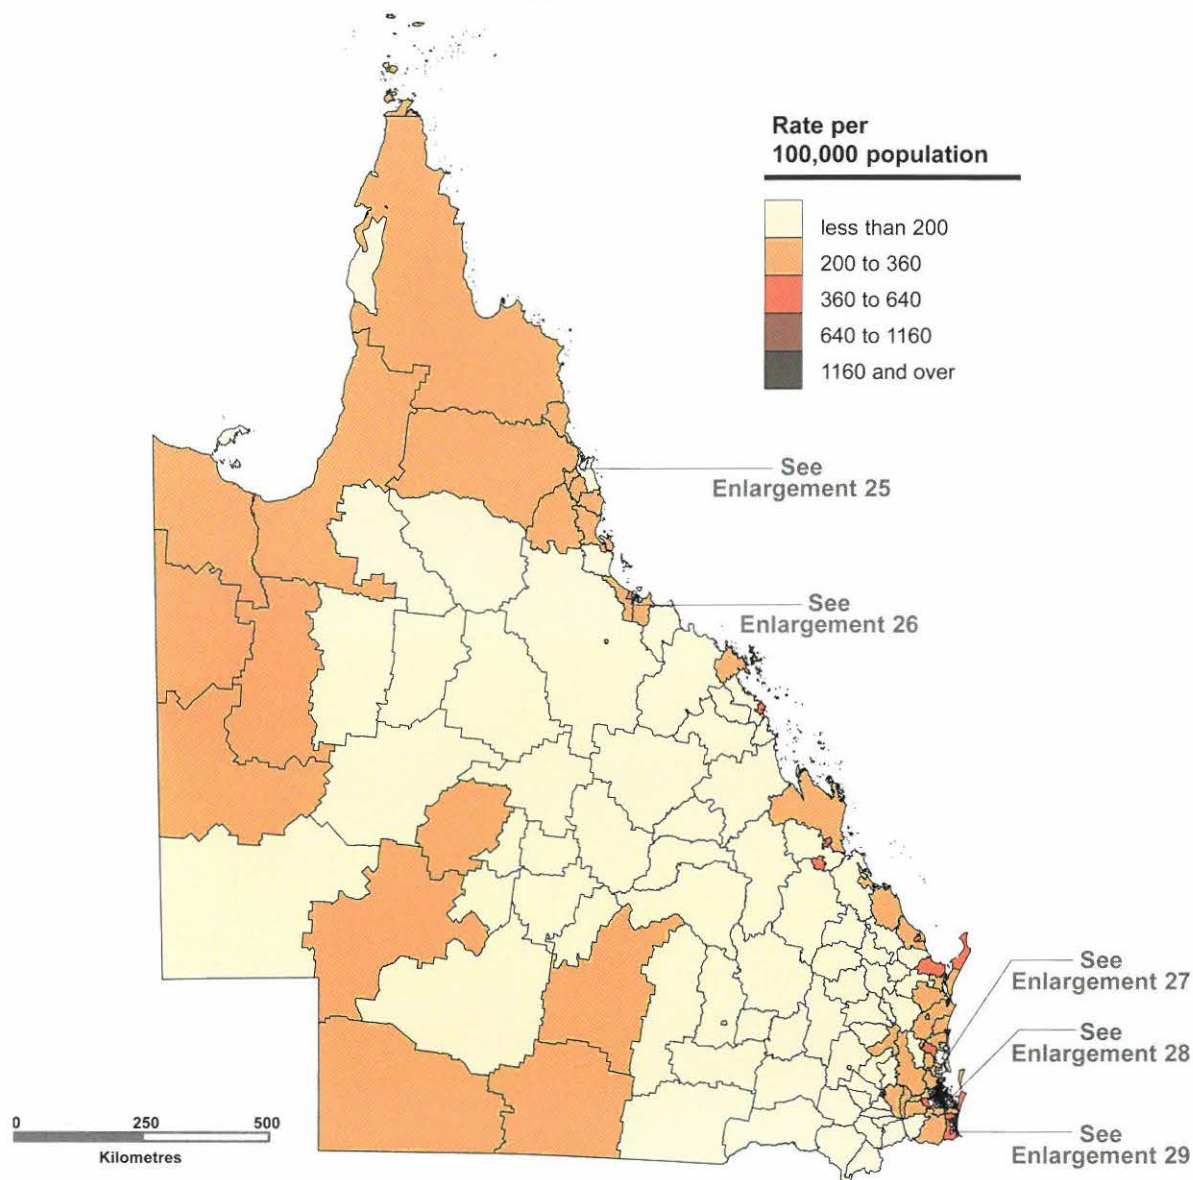 Rate per
100,000 population
less than 200
200 to 360
360 to 640
640 to 1160
1160 and over
See
Enlargement 25
See
Enlargement 26
See
Enlargement 27
See
Enlargement 28
See
Enlargement 29
0 250 500
Kilometres